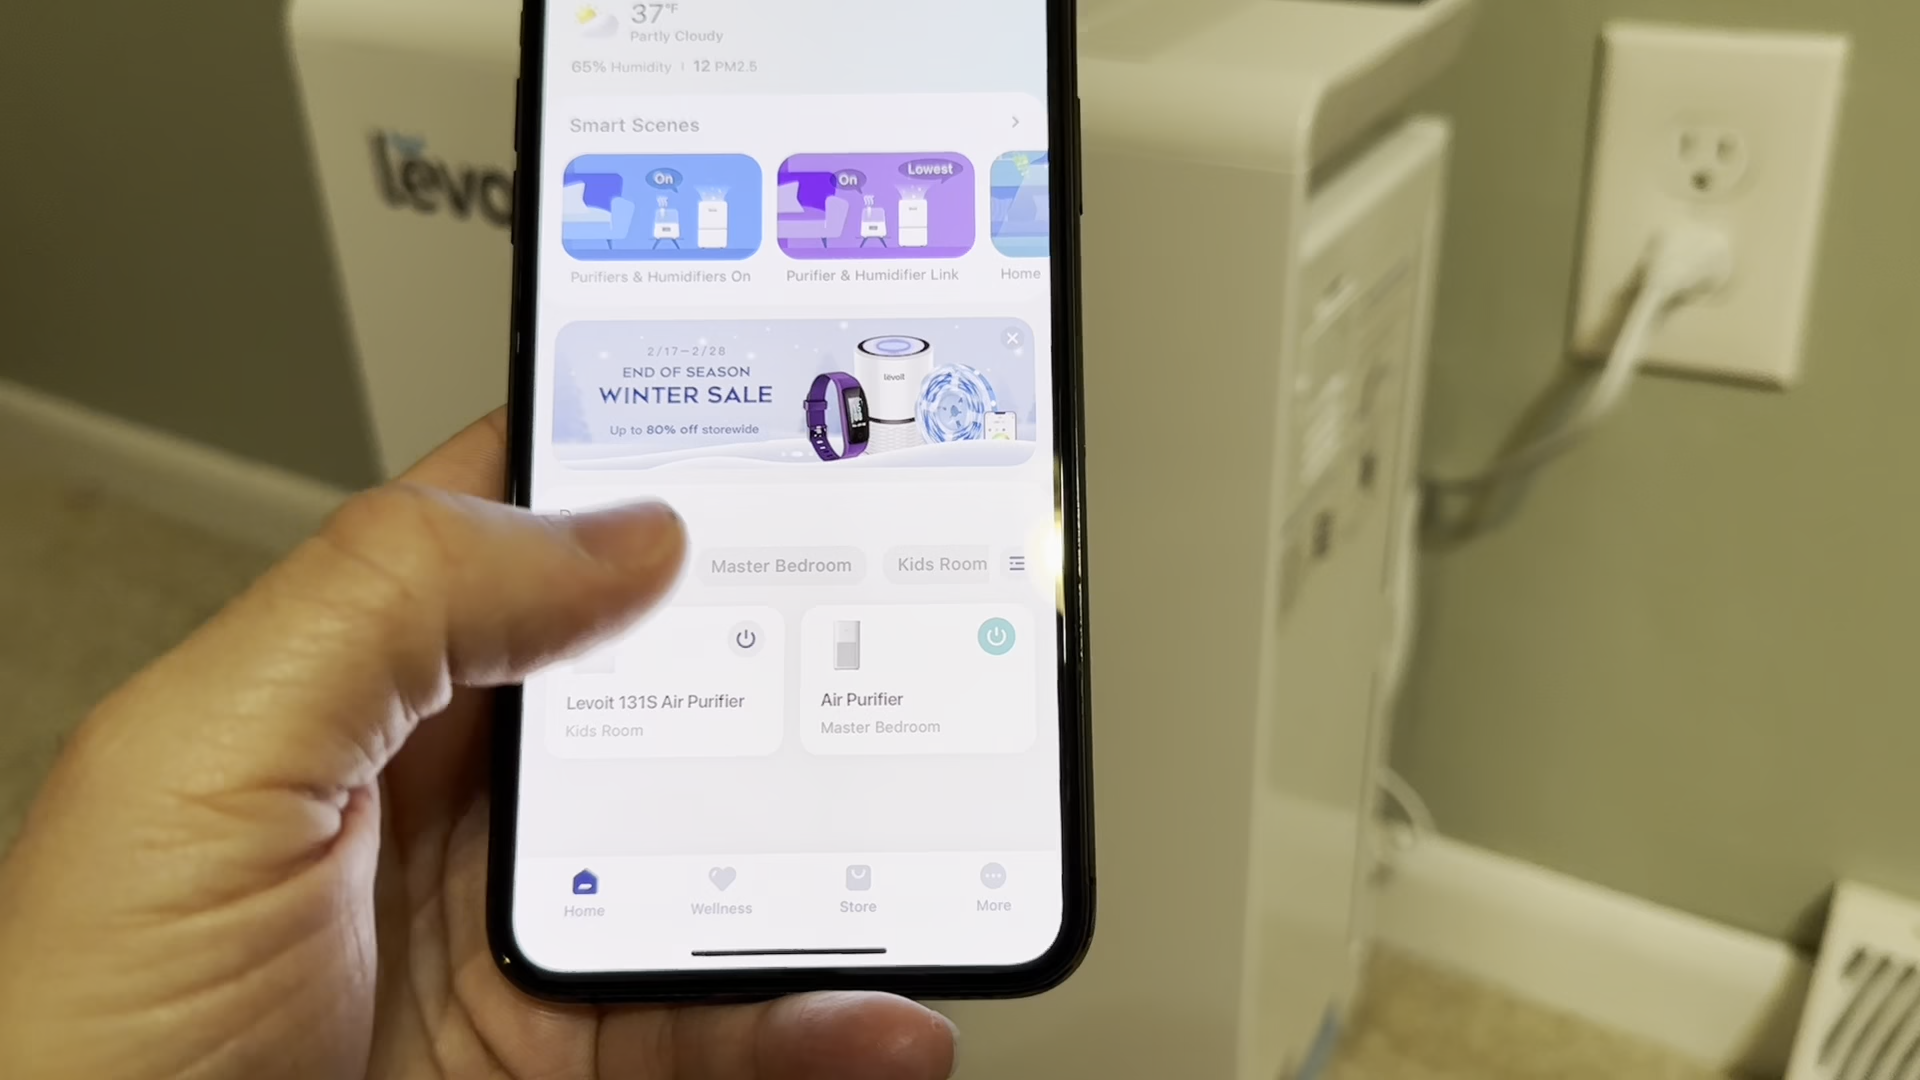 37°F
Partly Cloudy
65% Humidity | 12 PM2.5
Smart Scenes
On
On
Lowest
Purifiers & Humidifiers On
Purifier & Humidifier Link
Home
2/17–2/28
END OF SEASON
WINTER SALE
Up to 80% off storewide
levoit
Master Bedroom
Kids Room
Levoit 131S Air Purifier
Kids Room
Air Purifier
Master Bedroom
Home
Wellness
Store
More
levo